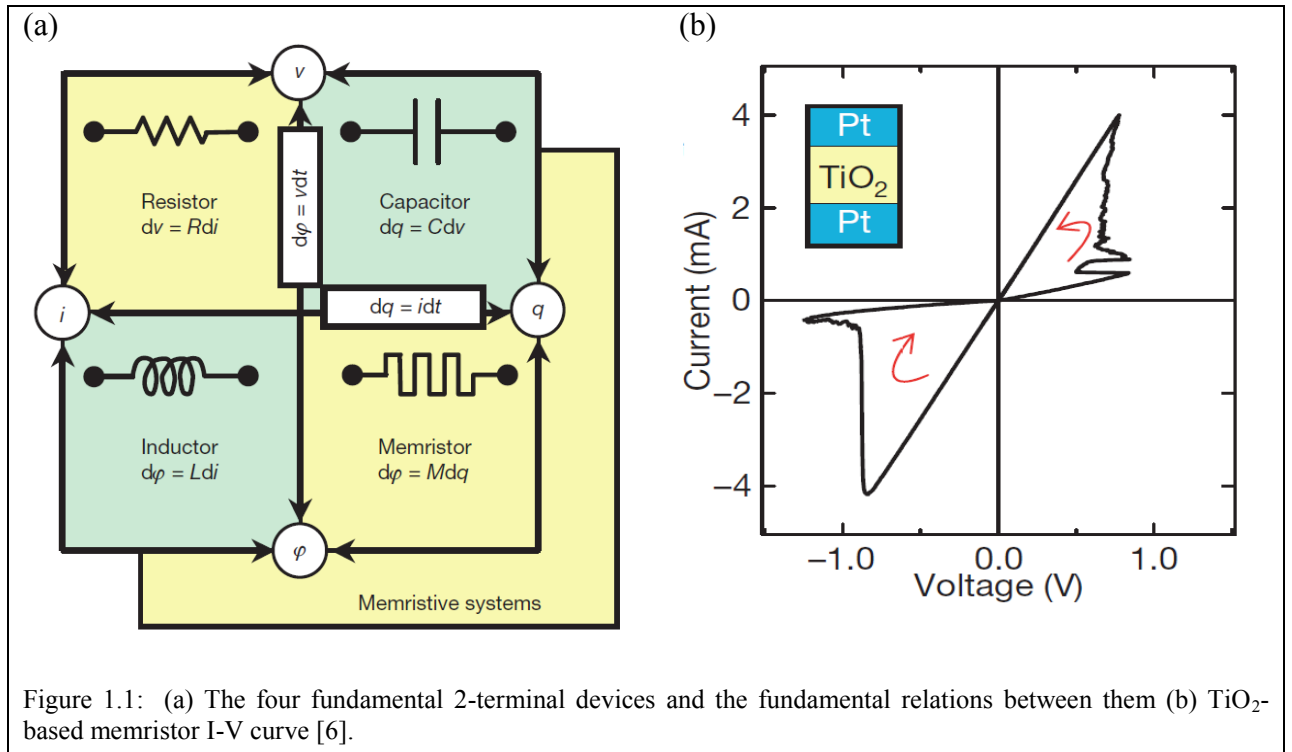 (a)
v
Resistor
dv = Rdi
dφ = vdt
Capacitor
dq = Cdv
i
dq = idt
q
Inductor
dφ = Ldi
Memristor
dφ = Mdq
φ
Memristive systems
(b)
Current (mA)
4
2
0
−2
−4
Pt
TiO₂
Pt
−1.0
0.0
1.0
Voltage (V)
Figure 1.1: (a) The four fundamental 2-terminal devices and the fundamental relations between them (b) TiO₂-
based memristor I-V curve [6].